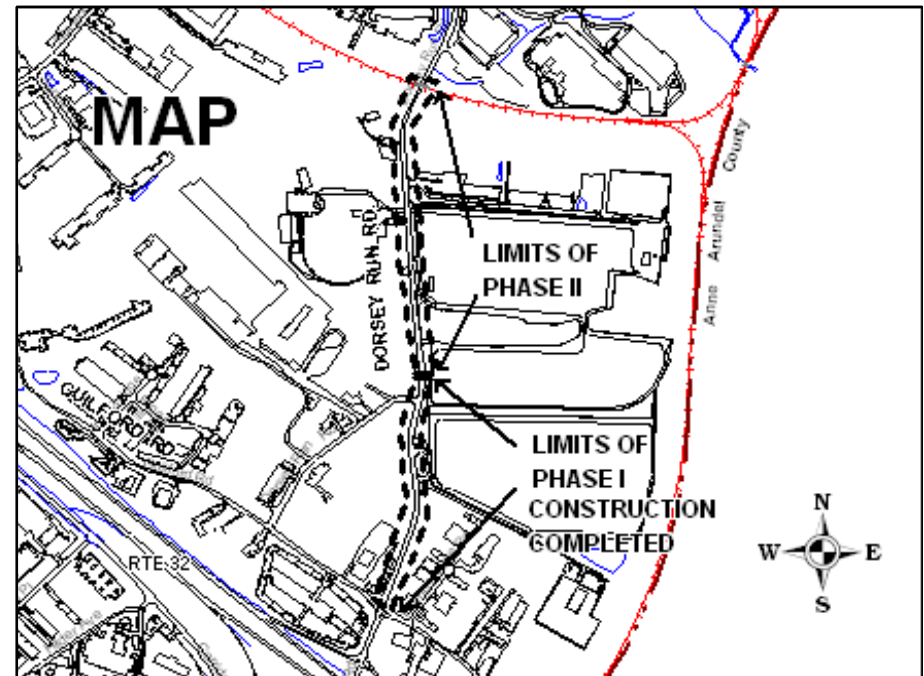 MAP
County
Arundel
Anne
LIMITS OF
PHASE II
DORSEY RUN RD
LIMITS OF
PHASE I
CONSTRUCTION
COMPLETED
GUILFORD RD
RTE 32
N
W E
S